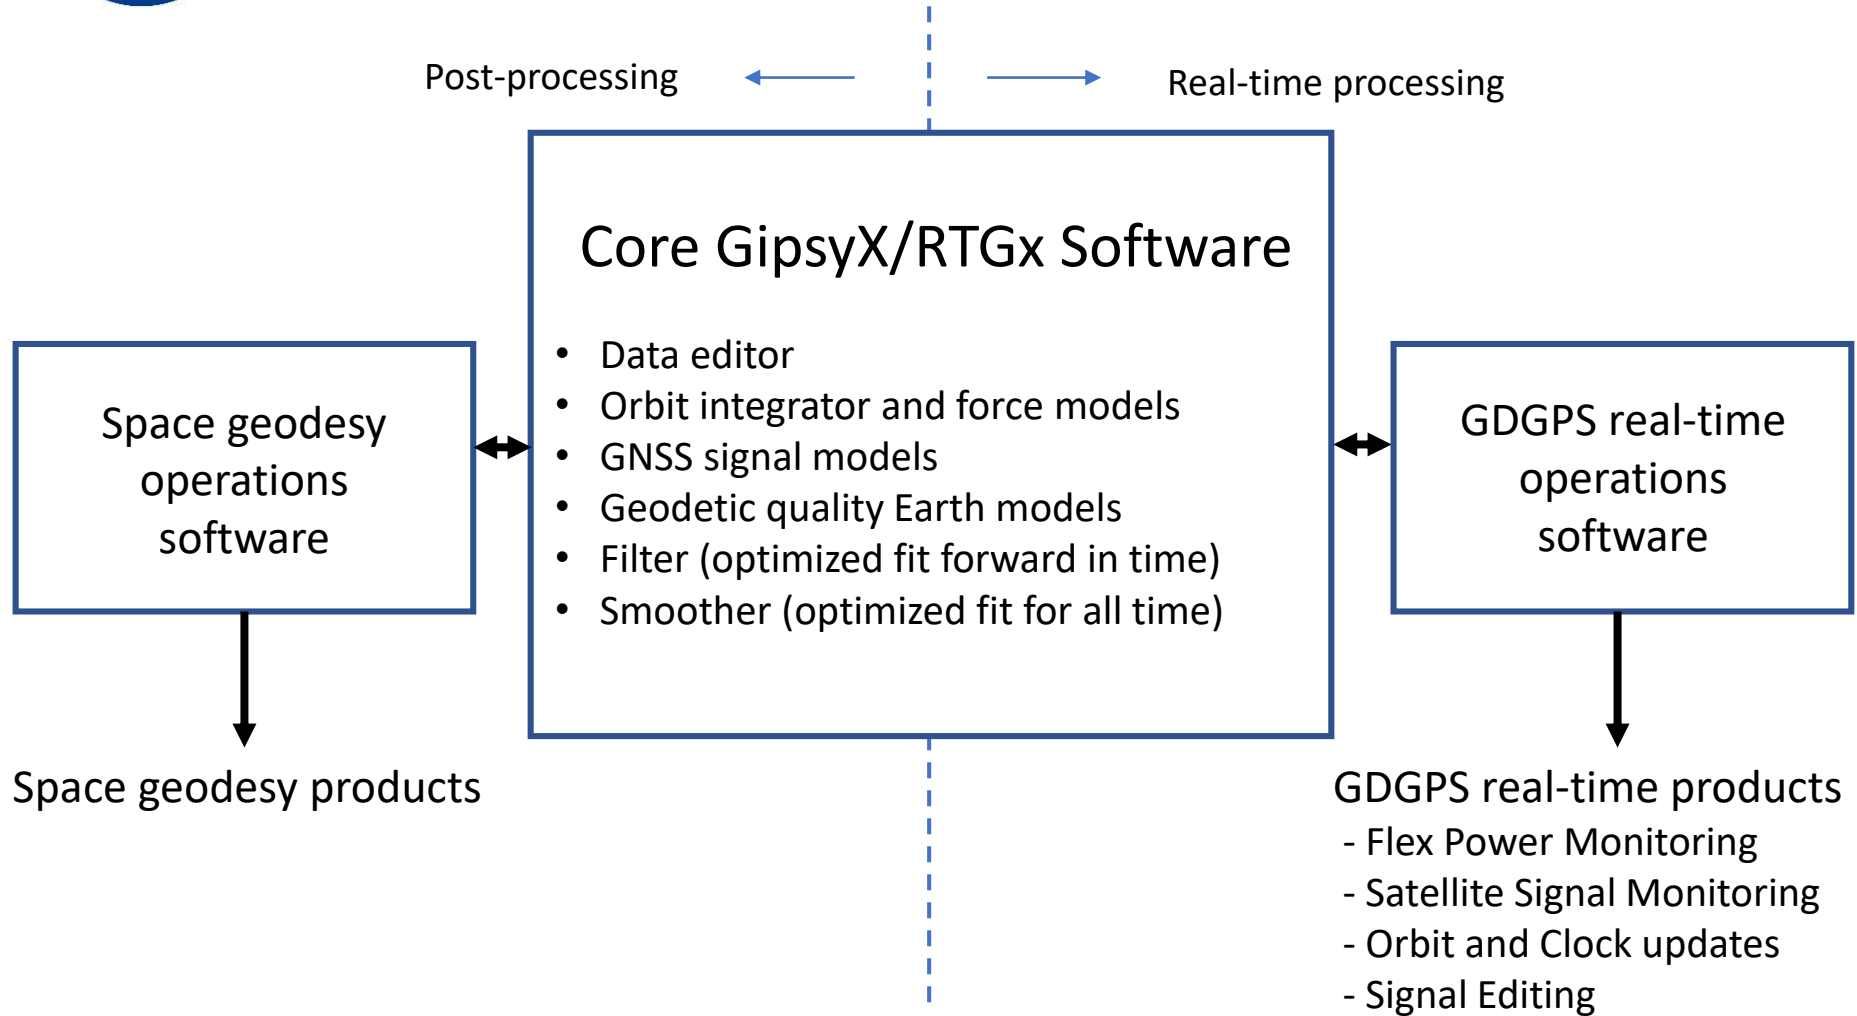 Post-processing
Real-time processing
Core GipsyX/RTGx Software
• Data editor
• Orbit integrator and force models
• GNSS signal models
• Geodetic quality Earth models
• Filter (optimized fit forward in time)
• Smoother (optimized fit for all time)
Space geodesy
operations
software
GDGPS real-time
operations
software
Space geodesy products
GDGPS real-time products
- Flex Power Monitoring
- Satellite Signal Monitoring
- Orbit and Clock updates
- Signal Editing